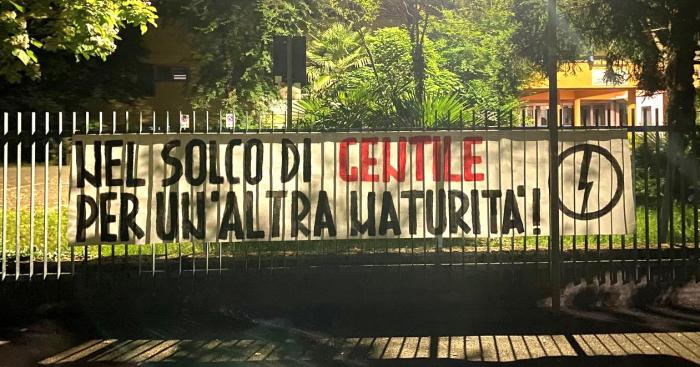 NEL SOLCO DI GENTILE
PER UN'ALTRA MATURITA'!